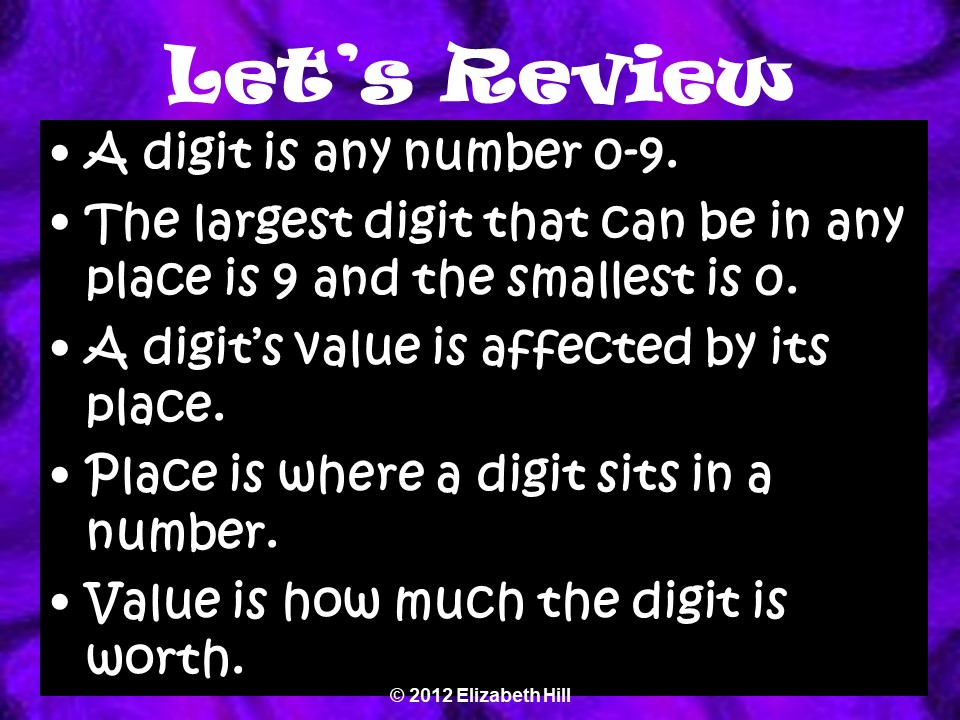 Let's Review
• A digit is any number 0-9.
• The largest digit that can be in any
place is 9 and the smallest is 0.
• A digit's value is affected by its
place.
• Place is where a digit sits in a
number.
• Value is how much the digit is
worth.
© 2012 Elizabeth Hill